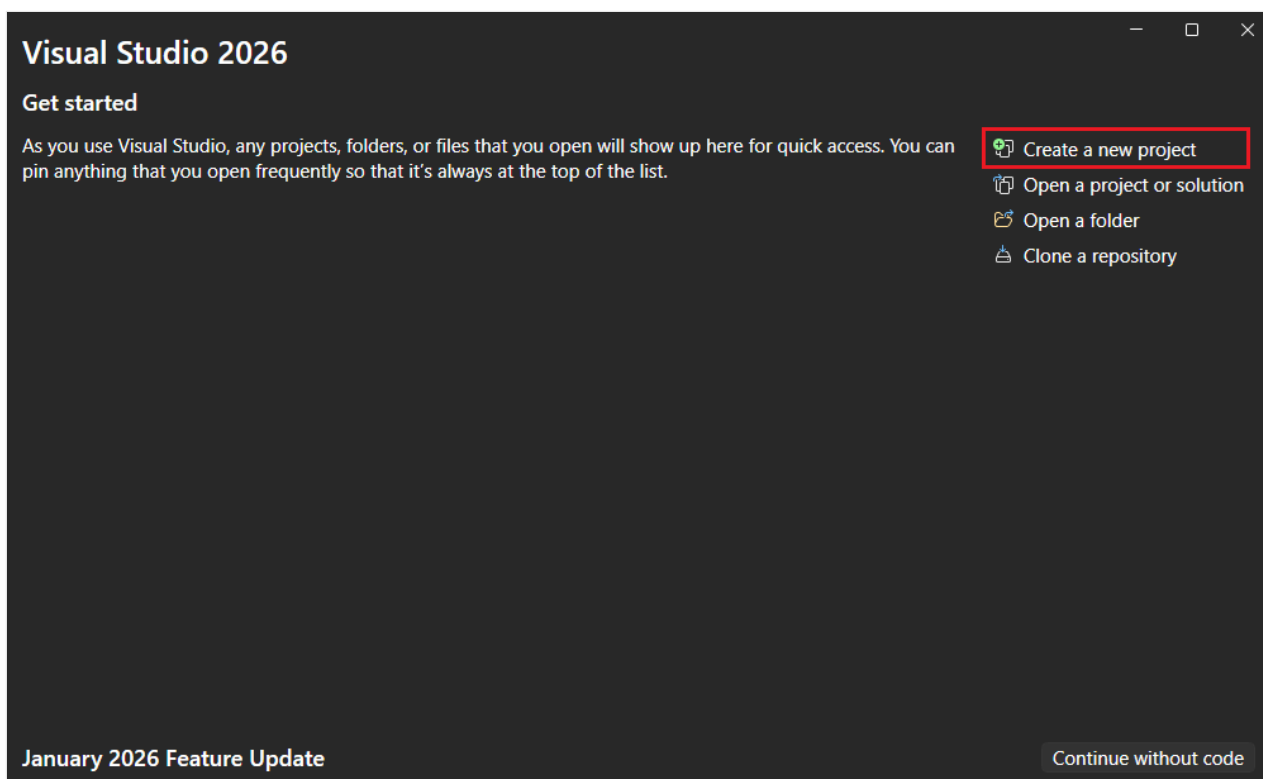 Visual Studio 2026
Get started
As you use Visual Studio, any projects, folders, or files that you open will show up here for quick access. You can
pin anything that you open frequently so that it’s always at the top of the list.
Create a new project
Open a project or solution
Open a folder
Clone a repository
January 2026 Feature Update
Continue without code